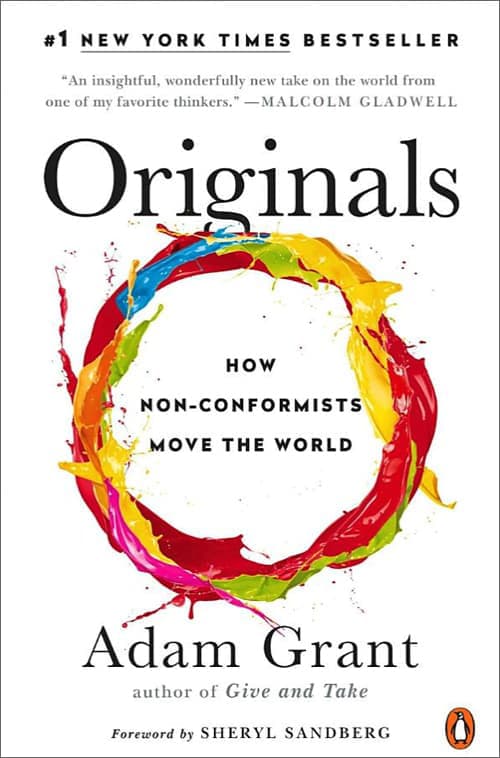 #1 NEW YORK TIMES BESTSELLER
“An insightful, wonderfully new take on the world from
one of my favorite thinkers.” —MALCOLM GLADWELL
Originals
HOW
NON-CONFORMISTS
MOVE THE WORLD
Adam Grant
author of Give and Take
Foreword by SHERYL SANDBERG